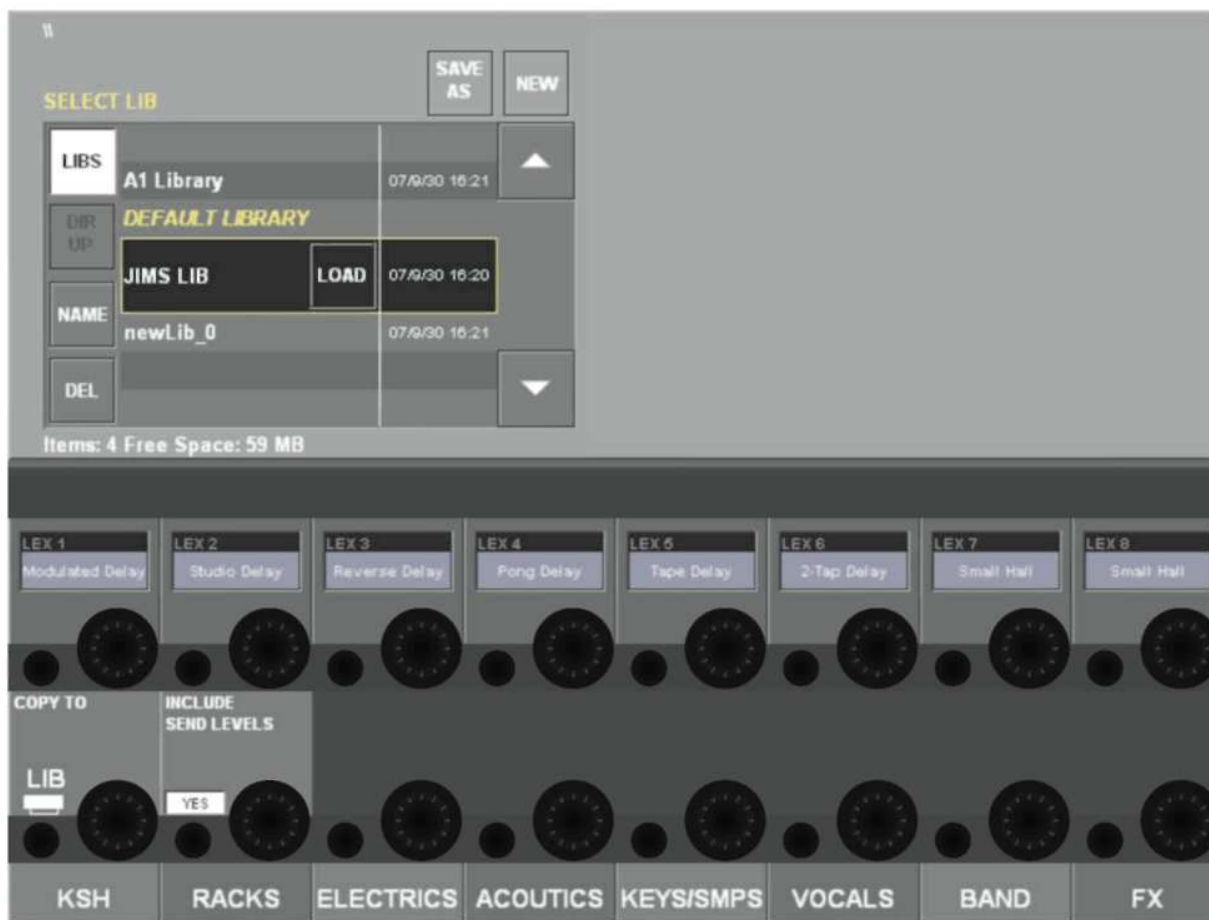 \\
SAVE AS
NEW
SELECT LIB
LIBS
A1 Library 07/9/30 16:21
DIR UP
DEFAULT LIBRARY
JIMS LIB LOAD 07/9/30 16:20
NAME
newLib_0 07/9/30 16:21
DEL
Items: 4 Free Space: 59 MB
LEX 1 LEX 2 LEX 3 LEX 4 LEX 5 LEX 6 LEX 7 LEX 8
Modulated Delay Studio Delay Reverse Delay Pong Delay Tape Delay 2-Tap Delay Small Hall Small Hall
COPY TO
INCLUDE
SEND LEVELS
LIB
YES
KSH RACKS ELECTRICS ACOUTICS KEYS/SMPS VOCALS BAND FX